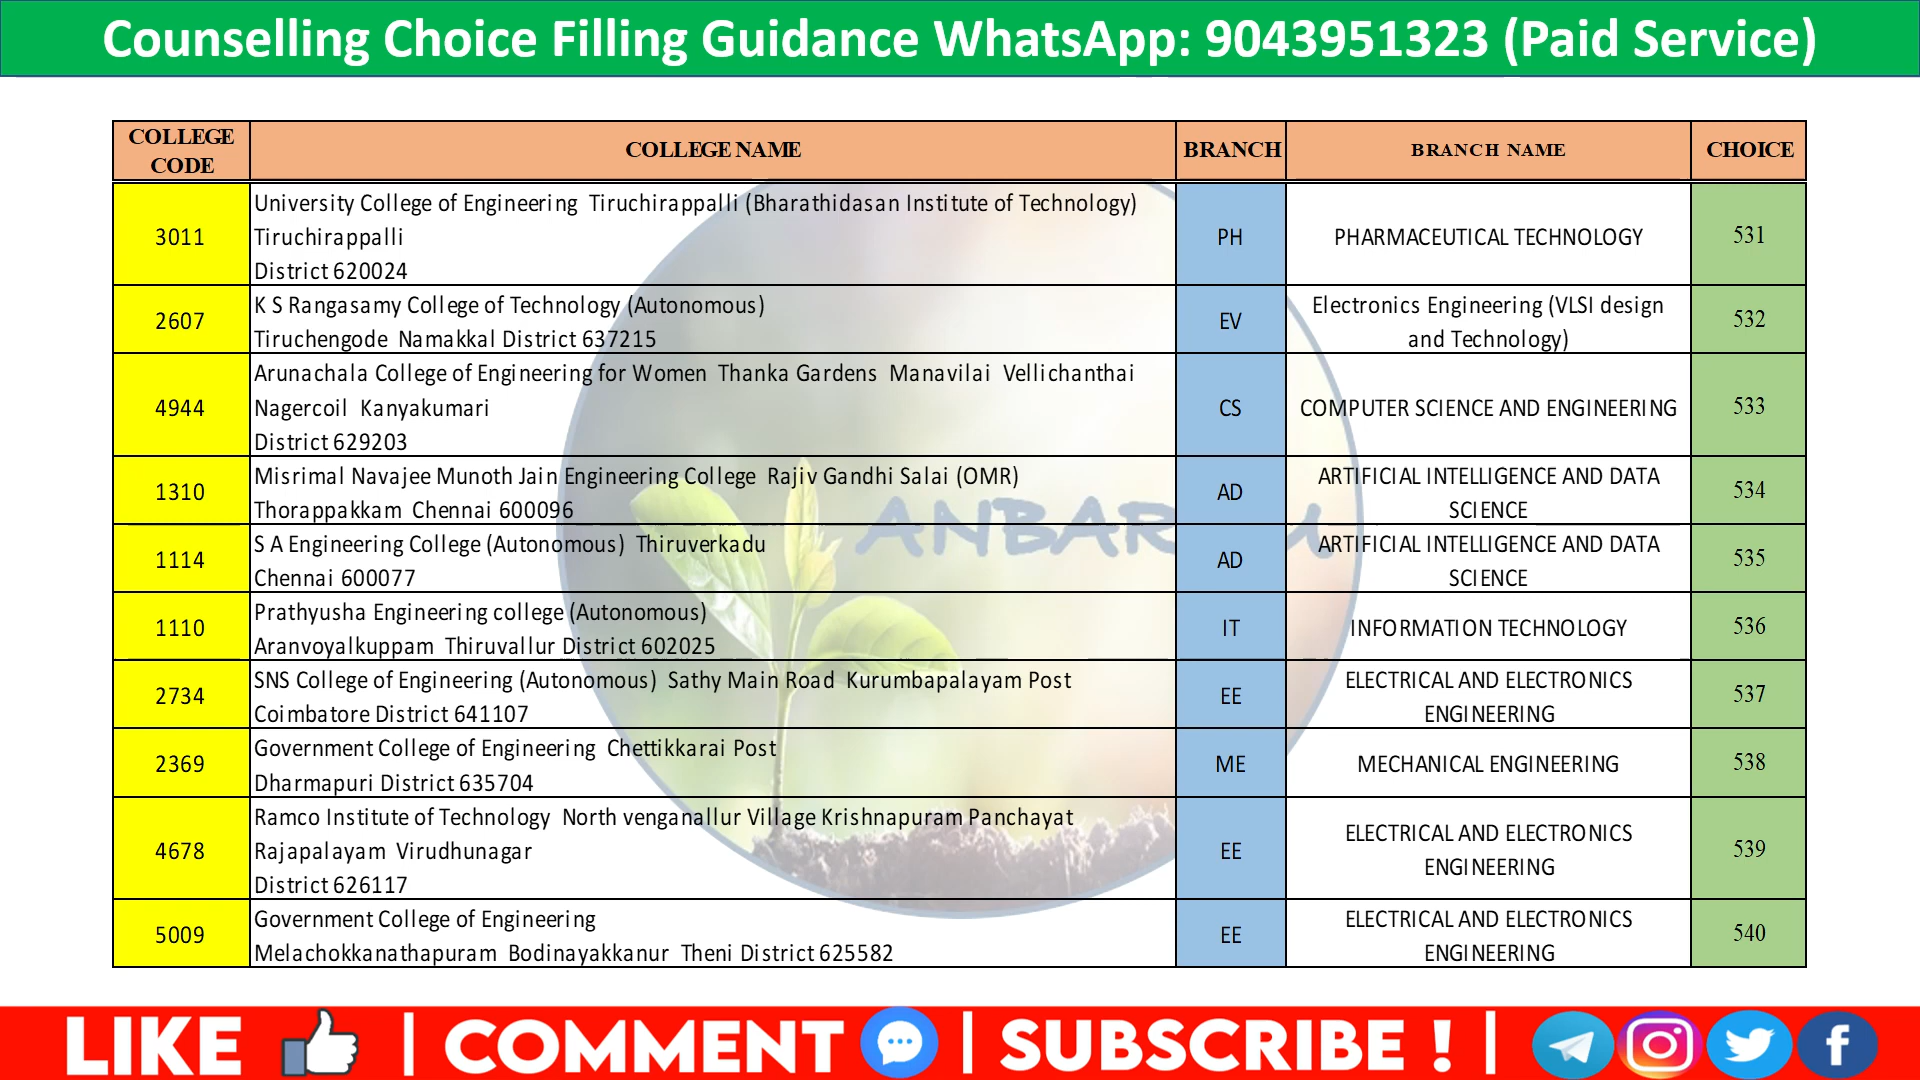 Counselling Choice Filling Guidance WhatsApp: 9043951323 (Paid Service)
COLLEGE CODE COLLEGE NAME BRANCH BRANCH NAME CHOICE
3011 University College of Engineering Tiruchirappalli (Bharathidasan Institute of Technology)
Tiruchirappalli
District 620024 PH PHARMACEUTICAL TECHNOLOGY 531
2607 K S Rangasamy College of Technology (Autonomous)
Tiruchengode Namakkal District 637215 EV Electronics Engineering (VLSI design
and Technology) 532
4944 Arunachala College of Engineering for Women Thanka Gardens Manavilai Vellichanthai
Nagercoil Kanyakumari
District 629203 CS COMPUTER SCIENCE AND ENGINEERING 533
1310 Misrimal Navajee Munoth Jain Engineering College Rajiv Gandhi Salai (OMR)
Thorappakkam Chennai 600096 AD ARTIFICIAL INTELLIGENCE AND DATA
SCIENCE 534
1114 S A Engineering College (Autonomous) Thiruverkadu
Chennai 600077 AD ARTIFICIAL INTELLIGENCE AND DATA
SCIENCE 535
1110 Prathyusha Engineering college (Autonomous)
Aranvoyalkuppam Thiruvallur District 602025 IT INFORMATION TECHNOLOGY 536
2734 SNS College of Engineering (Autonomous) Sathy Main Road Kurumbapalayam Post
Coimbatore District 641107 EE ELECTRICAL AND ELECTRONICS
ENGINEERING 537
2369 Government College of Engineering Chettikkarai Post
Dharmapuri District 635704 ME MECHANICAL ENGINEERING 538
4678 Ramco Institute of Technology North venganallur Village Krishnapuram Panchayat
Rajapalayam Virudhunagar
District 626117 EE ELECTRICAL AND ELECTRONICS
ENGINEERING 539
5009 Government College of Engineering
Melachokkanathapuram Bodinayakkanur Theni District 625582 EE ELECTRICAL AND ELECTRONICS
ENGINEERING 540
LIKE | COMMENT | SUBSCRIBE ! |